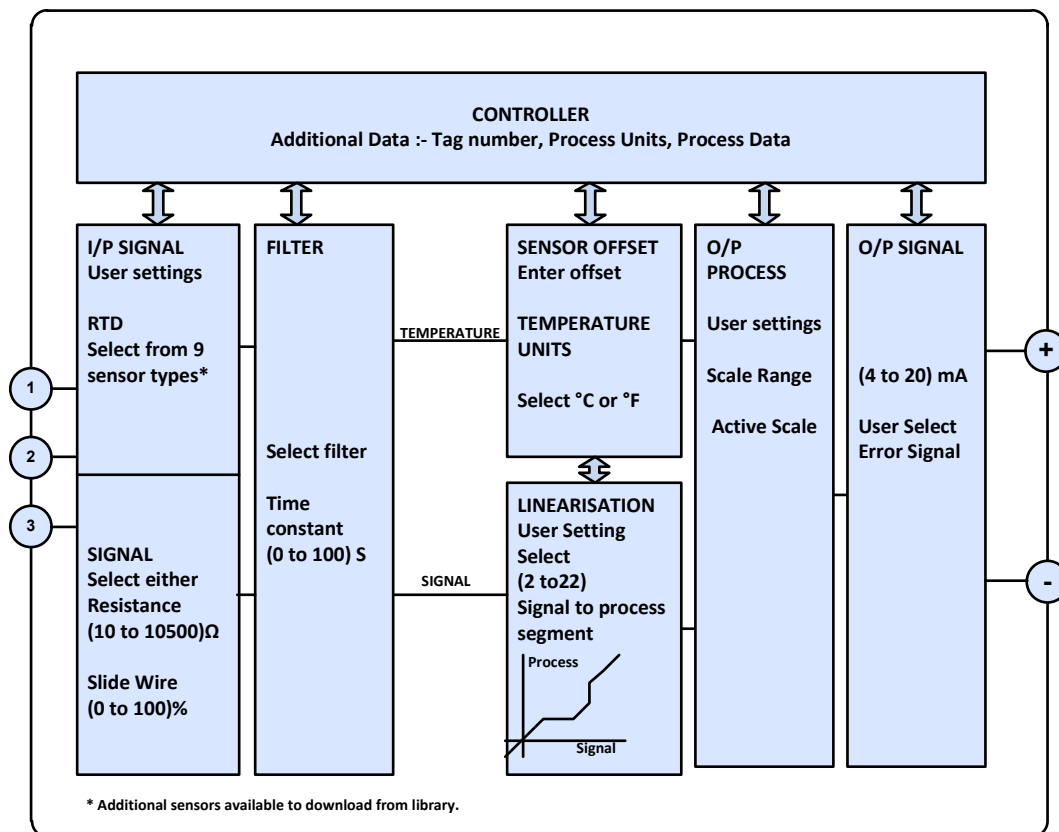 CONTROLLER
Additional Data :- Tag number, Process Units, Process Data
I/P SIGNAL
User settings
RTD
Select from 9
sensor types*
SIGNAL
Select either
Resistance
(10 to 10500)Ω
Slide Wire
(0 to 100)%
1
2
3
FILTER
Select filter
Time
constant
(0 to 100) S
TEMPERATURE
SIGNAL
SENSOR OFFSET
Enter offset
TEMPERATURE
UNITS
Select °C or °F
LINEARISATION
User Setting
Select
(2 to22)
Signal to process
segment
Process
Signal
O/P
PROCESS
User settings
Scale Range
Active Scale
O/P SIGNAL
(4 to 20) mA
User Select
Error Signal
+
-
* Additional sensors available to download from library.